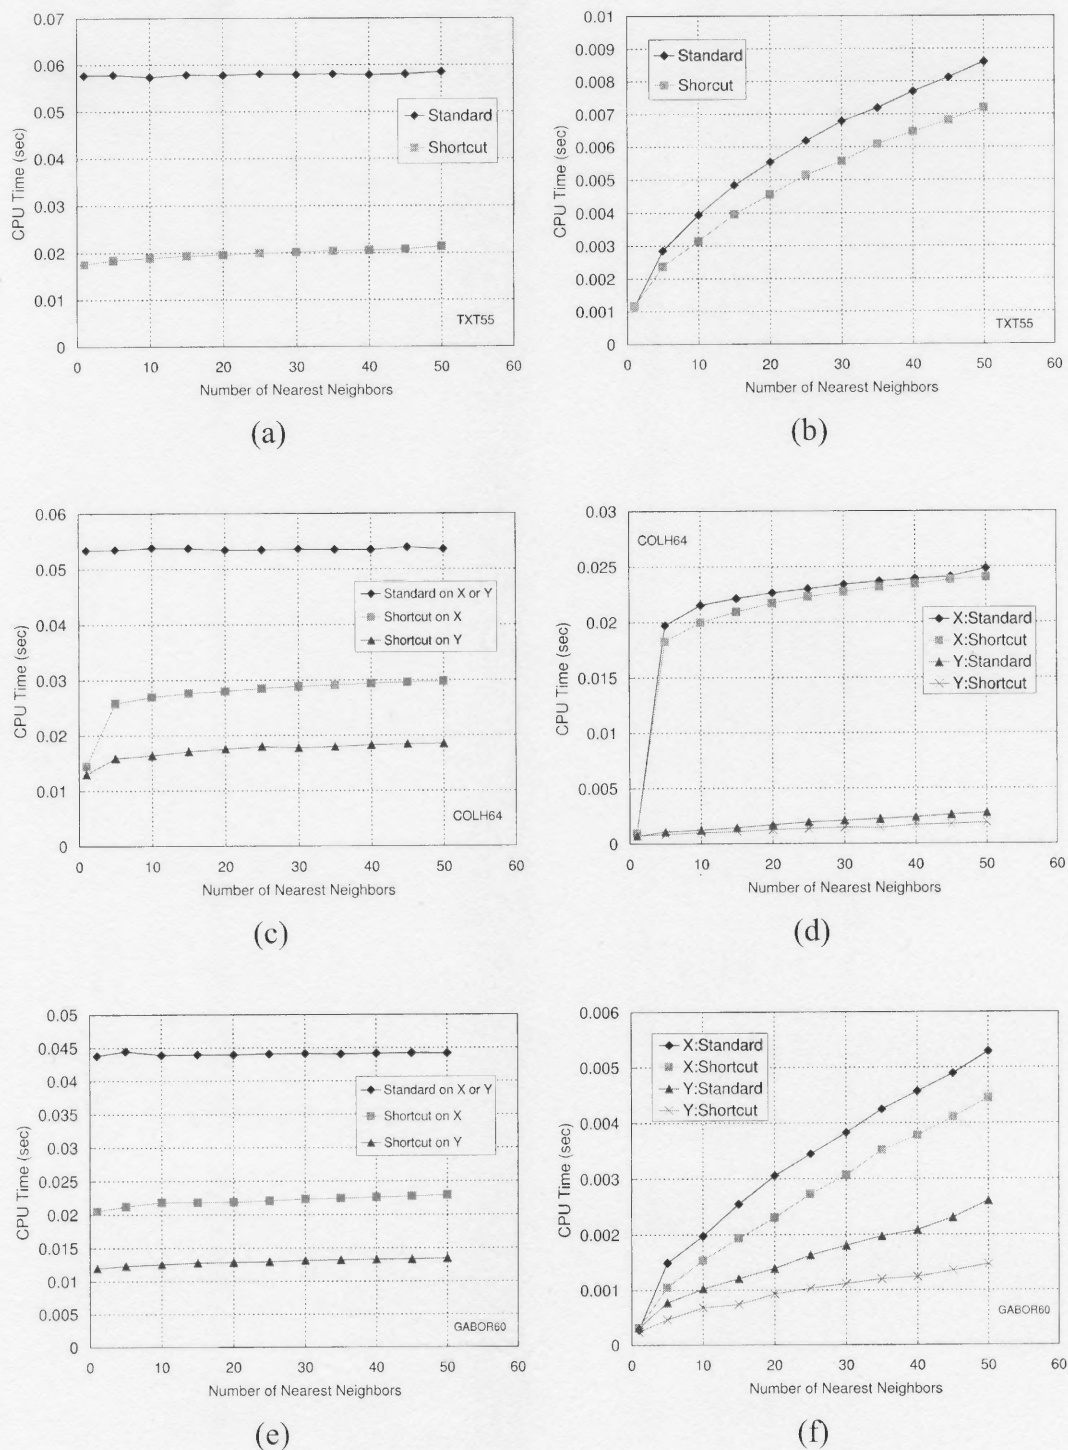 0.07
0.06
0.05
0.04
0.03
0.02
0.01
0
CPU Time (sec)
Standard
Shortcut
TXT55
0 10 20 30 40 50 60
Number of Nearest Neighbors
(a)
0.01
0.009
0.008
0.007
0.006
0.005
0.004
0.003
0.002
0.001
0
CPU Time (sec)
Standard
Shorcut
TXT55
0 10 20 30 40 50 60
Number of Nearest Neighbors
(b)
0.06
0.05
0.04
0.03
0.02
0.01
0
CPU Time (sec)
Standard on X or Y
Shortcut on X
Shortcut on Y
COLH64
0 10 20 30 40 50 60
Number of Nearest Neighbors
(c)
0.03
0.025
0.02
0.015
0.01
0.005
0
CPU Time (sec)
COLH64
X:Standard
X:Shortcut
Y:Standard
Y:Shortcut
0 10 20 30 40 50 60
Number of Nearest Neighbors
(d)
0.05
0.045
0.04
0.035
0.03
0.025
0.02
0.015
0.01
0.005
0
CPU Time (sec)
Standard on X or Y
Shortcut on X
Shortcut on Y
GABOR60
0 10 20 30 40 50 60
Number of Nearest Neighbors
(e)
0.006
0.005
0.004
0.003
0.002
0.001
0
CPU Time (sec)
X:Standard
X:Shortcut
Y:Standard
Y:Shortcut
GABOR60
0 10 20 30 40 50 60
Number of Nearest Neighbors
(f)